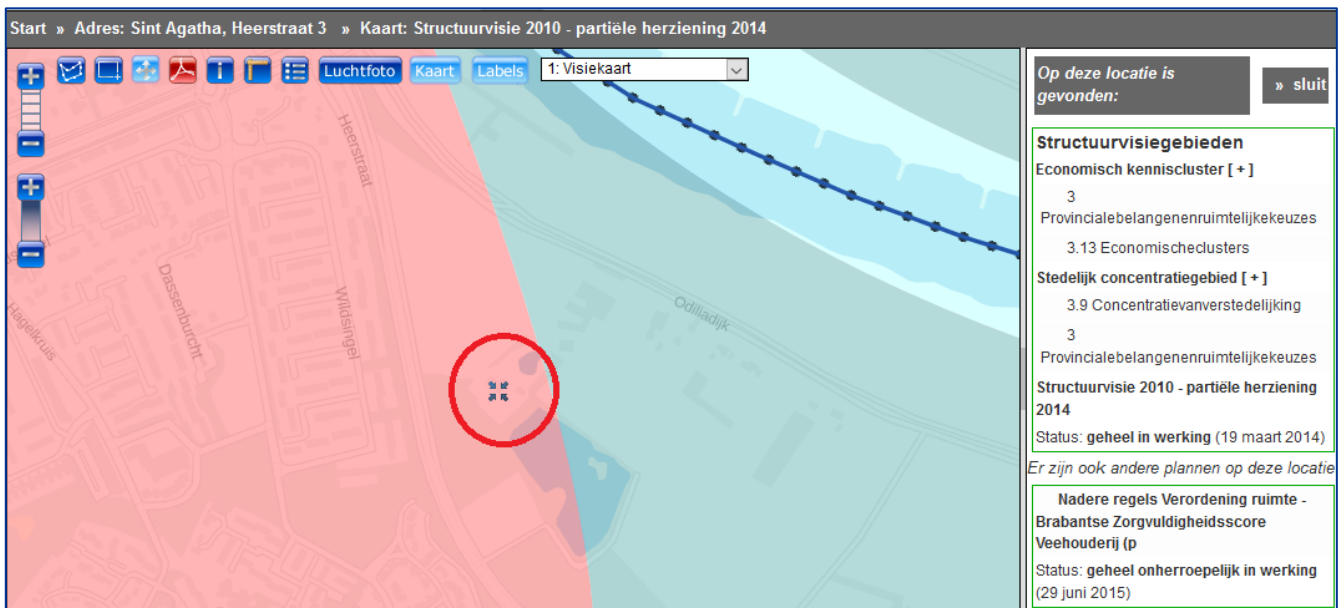 Start » Adres: Sint Agatha, Heerstraat 3 » Kaart: Structuurvisie 2010 - partiële herziening 2014
Luchtfoto Kaart Labels 1: Visiekaart
Heerstraat
Wildsingel
Dassenburcht
Hagelkruis
Odiliadijk
Op deze locatie is
gevonden:
» sluit
Structuurvisiegebieden
Economisch kenniscluster [ + ]
3
Provincialebelangenenruimtelijkekeuzes
3.13 Economischeclusters
Stedelijk concentratiegebied [ + ]
3.9 Concentratievanverstedelijking
3
Provincialebelangenenruimtelijkekeuzes
Structuurvisie 2010 - partiële herziening
2014
Status: geheel in werking (19 maart 2014)
Er zijn ook andere plannen op deze locatie
Nadere regels Verordening ruimte -
Brabantse Zorgvuldigheidsscore
Veehouderij (p
Status: geheel onherroepelijk in werking
(29 juni 2015)